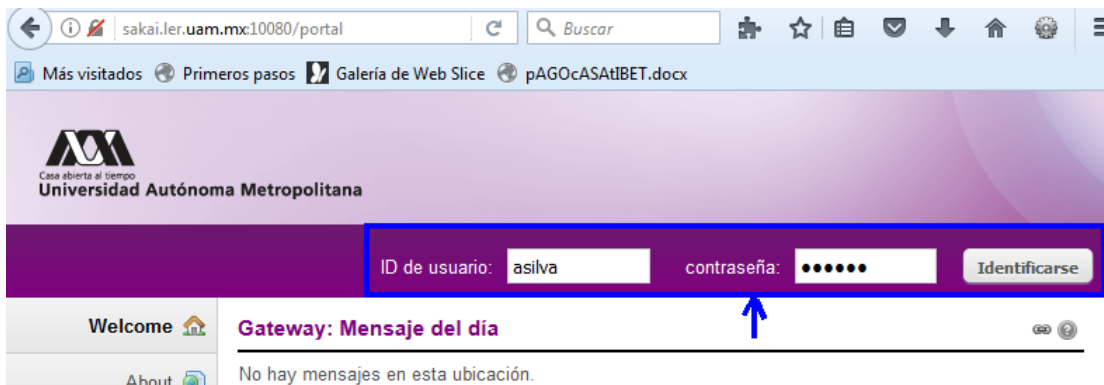 sakai.ler.uam.mx:10080/portal Buscar
Más visitados Primeros pasos Galería de Web Slice pAGOcASAtIBET.docx
Casa abierta al tiempo
Universidad Autónoma Metropolitana
ID de usuario: asilva contraseña: •••••• Identificarse
Welcome Gateway: Mensaje del día
About No hay mensajes en esta ubicación.